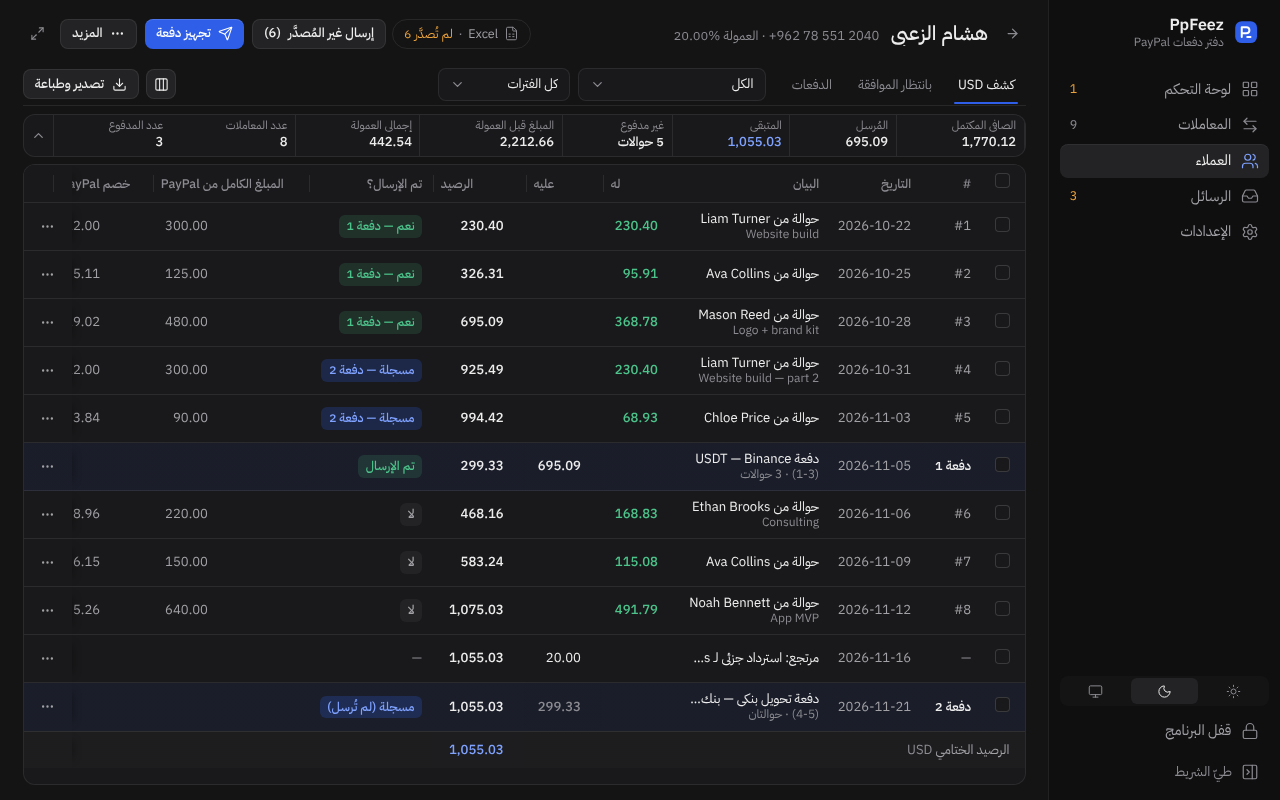 PpFeez
دفتر دفعات PayPal
لوحة التحكم 1
المعاملات 9
العملاء
الرسائل 3
الإعدادات
قفل البرنامج
طيّ الشريط
هشام الزعبي
+962 78 551 2040 · العمولة 20.00%
Excel · لم تُصدَّر 6
إرسال غير المُصدَّر (6)
تجهيز دفعة
المزيد
كشف USD
بانتظار الموافقة
الدفعات
الكل
كل الفترات
تصدير وطباعة
الصافي المكتمل 1,770.12
المُرسل 695.09
المتبقي 1,055.03
غير مدفوع 5 حوالات
المبلغ قبل العمولة 2,212.66
إجمالي العمولة 442.54
عدد المعاملات 8
عدد المدفوع 3
# التاريخ البيان له عليه الرصيد تم الإرسال؟ المبلغ الكامل من PayPal خصم
#1 2026-10-22 حوالة من Liam Turner 230.40 230.40 نعم — دفعة 1 300.00 2.00
Website build
#2 2026-10-25 حوالة من Ava Collins 95.91 326.31 نعم — دفعة 1 125.00 5.11
#3 2026-10-28 حوالة من Mason Reed 368.78 695.09 نعم — دفعة 1 480.00 9.02
Logo + brand kit
#4 2026-10-31 حوالة من Liam Turner 230.40 925.49 مسجلة — دفعة 2 300.00 2.00
Website build — part 2
#5 2026-11-03 حوالة من Chloe Price 68.93 994.42 مسجلة — دفعة 2 90.00 3.84
دفعة 1 2026-11-05 دفعة USDT — Binance 695.09 299.33 تم الإرسال
(1-3) · 3 حوالات
#6 2026-11-06 حوالة من Ethan Brooks 168.83 468.16 لا 220.00 8.96
Consulting
#7 2026-11-09 حوالة من Ava Collins 115.08 583.24 لا 150.00 6.15
#8 2026-11-12 حوالة من Noah Bennett 491.79 1,075.03 لا 640.00 5.26
App MVP
— 2026-11-16 مرتجع: استرداد جزئي لـ s… 20.00 1,055.03 —
دفعة 2 2026-11-21 دفعة تحويل بنكي — بنك… 299.33 1,055.03 مسجلة (لم تُرسل)
(4-5) · حوالتان
الرصيد الختامي USD 1,055.03